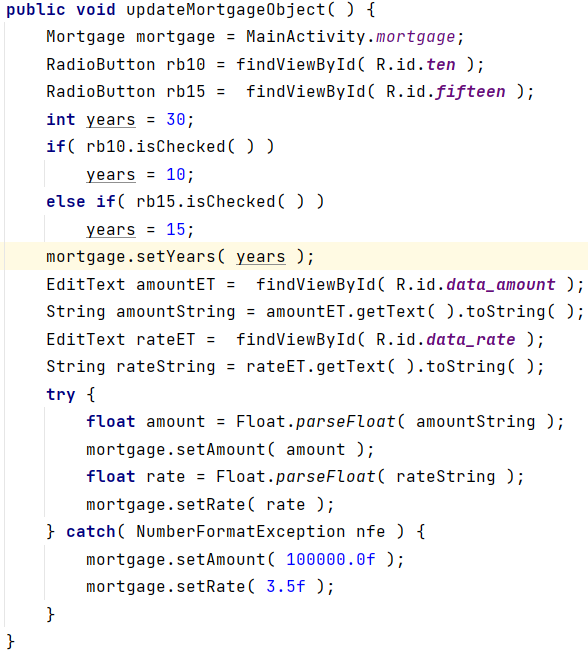 public void updateMortgageObject( ) {
    Mortgage mortgage = MainActivity.mortgage;
    RadioButton rb10 = findViewById( R.id.ten );
    RadioButton rb15 =  findViewById( R.id.fifteen );
    int years = 30;
    if( rb10.isChecked( ) )
        years = 10;
    else if( rb15.isChecked( ) )
        years = 15;
    mortgage.setYears( years );
    EditText amountET =  findViewById( R.id.data_amount );
    String amountString = amountET.getText( ).toString( );
    EditText rateET =  findViewById( R.id.data_rate );
    String rateString = rateET.getText( ).toString( );
    try {
        float amount = Float.parseFloat( amountString );
        mortgage.setAmount( amount );
        float rate = Float.parseFloat( rateString );
        mortgage.setRate( rate );
    } catch( NumberFormatException nfe ) {
        mortgage.setAmount( 100000.0f );
        mortgage.setRate( 3.5f );
    }
}